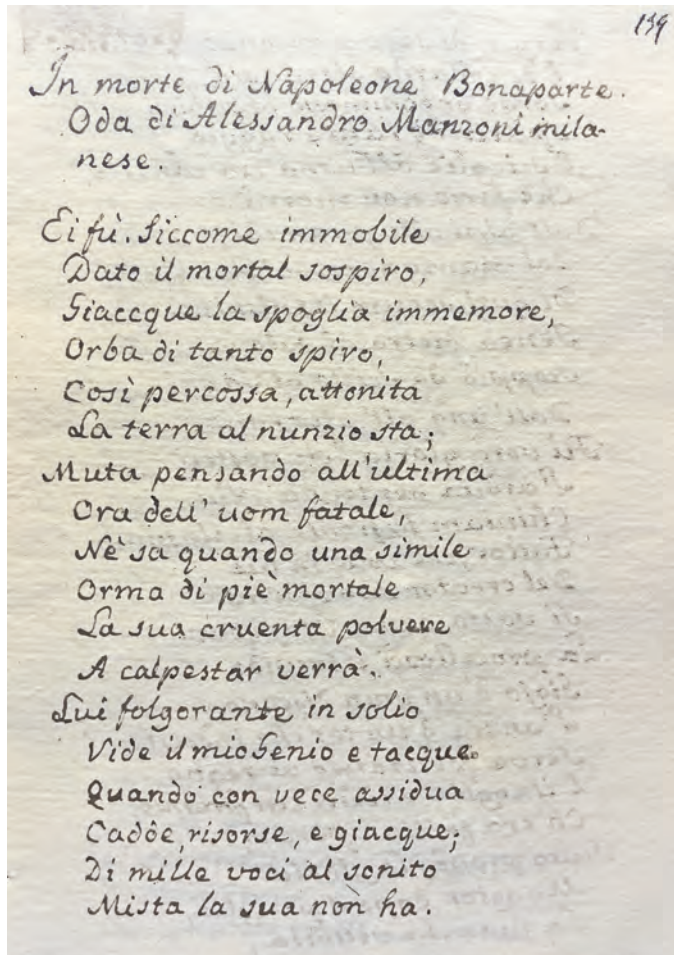 139
In morte di Napoleone Bonaparte.
Oda di Alessandro Manzoni mila-
nese.
Ei fù. Siccome immobile
Dato il mortal sospiro,
Giaccque la spoglia immemore,
Orba di tanto spiro,
Così percossa, attonita
La terra al nunzio sta;
Muta pensando all'ultima
Ora dell' uom fatale,
Nè sa quando una simile
Orma di piè mortale
La sua cruenta polvere
A calpestar verrà.
Lui folgorante in solio
Vide il mio Genio e tacque.
Quando con vece assidua
Caddè, risorse, e giacque;
Di mille voci al sonito
Mista la sua non ha.